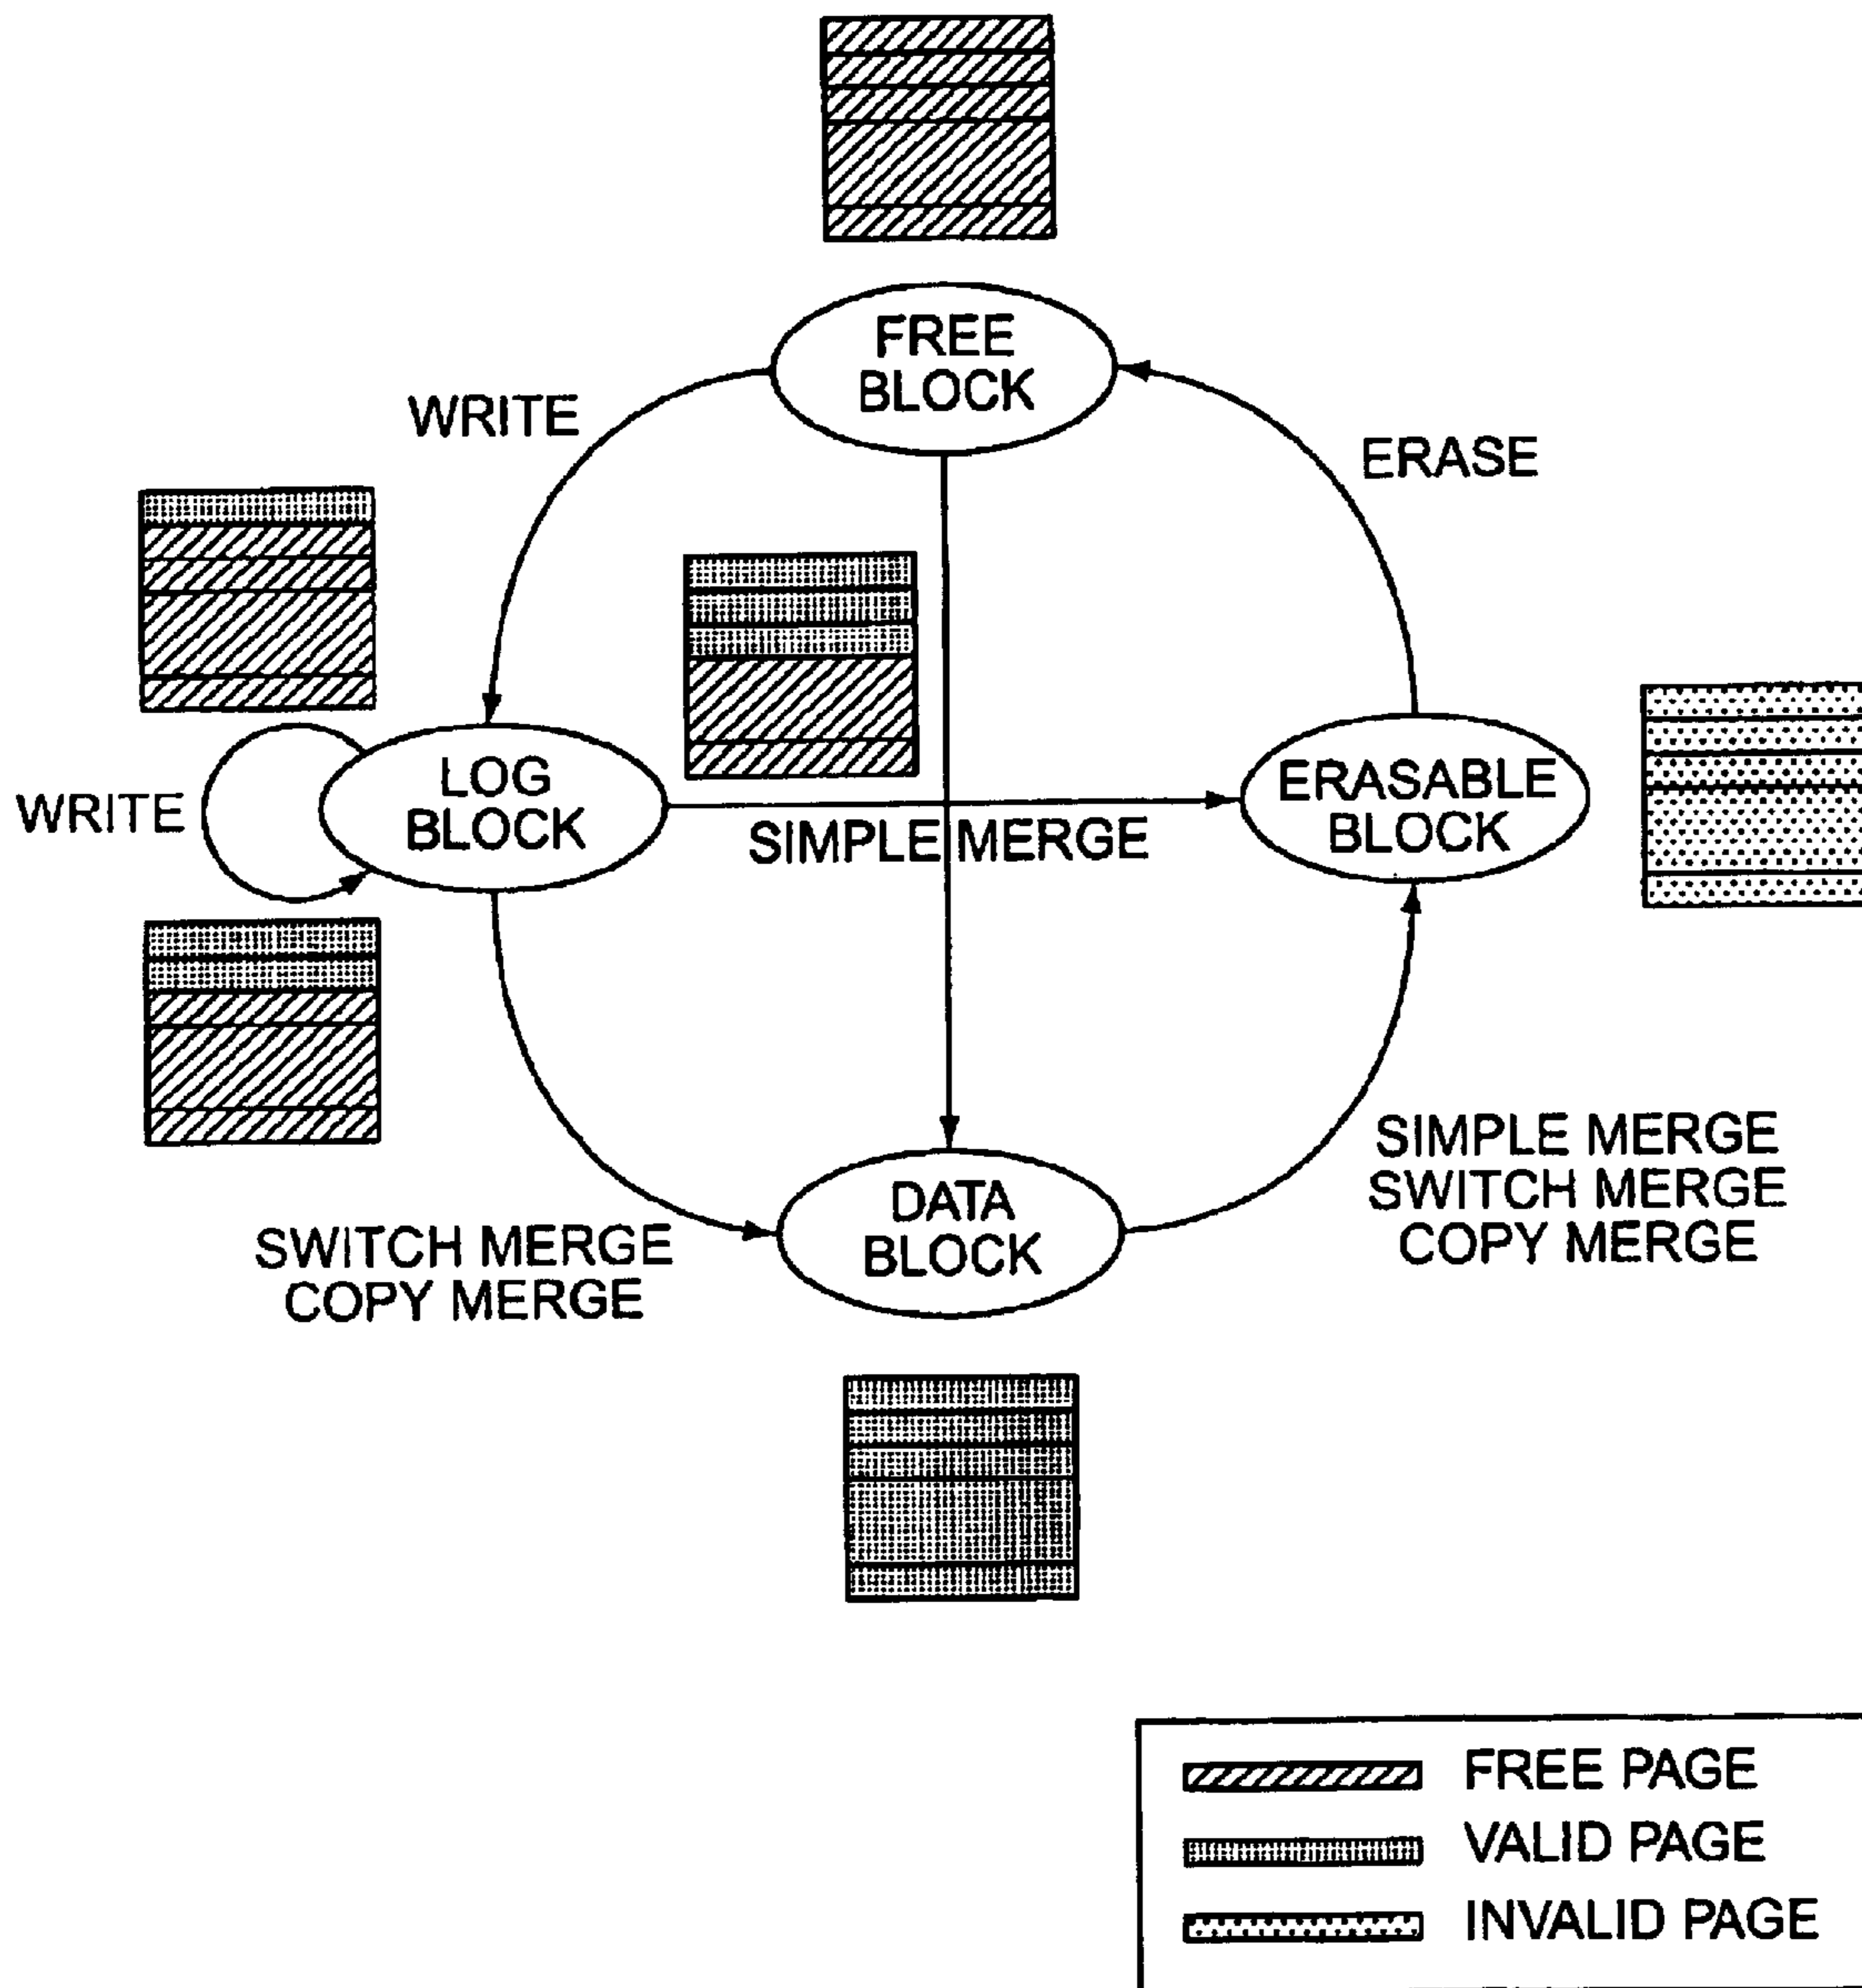 FREE
BLOCK
WRITE
ERASE
LOG
BLOCK
WRITE
SIMPLE MERGE
ERASABLE
BLOCK
SWITCH MERGE
COPY MERGE
DATA
BLOCK
SIMPLE MERGE
SWITCH MERGE
COPY MERGE
FREE PAGE
VALID PAGE
INVALID PAGE